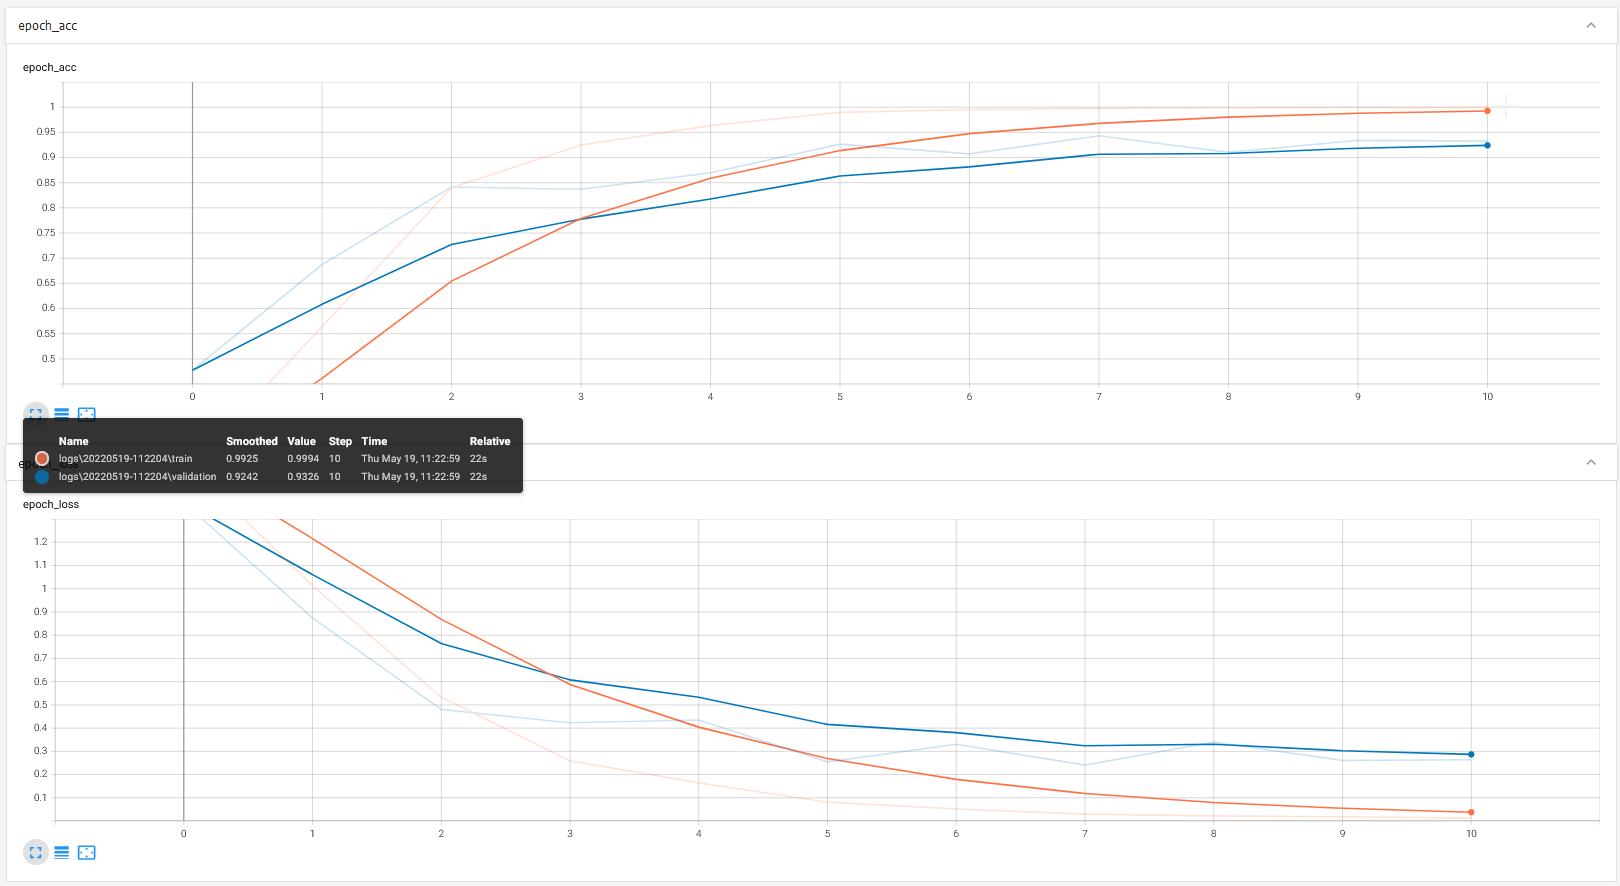 epoch_acc
epoch_acc
1
0.95
0.9
0.85
0.8
0.75
0.7
0.65
0.6
0.55
0.5
0 1 2 3 4 5 6 7 8 9 10
Name Smoothed Value Step Time Relative
logs\20220519-112204\train 0.9925 0.9994 10 Thu May 19, 11:22:59 22s
logs\20220519-112204\validation 0.9242 0.9326 10 Thu May 19, 11:22:59 22s
epoch_loss
epoch_loss
1.2
1.1
1
0.9
0.8
0.7
0.6
0.5
0.4
0.3
0.2
0.1
0 1 2 3 4 5 6 7 8 9 10